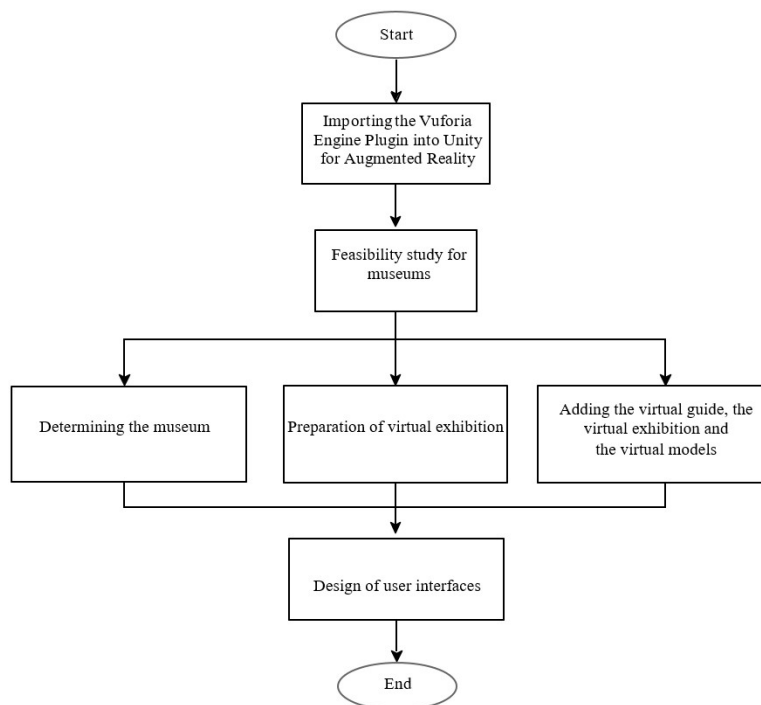 Start
Importing the Vuforia
Engine Plugin into Unity
for Augmented Reality
Feasibility study for
museums
Determining the museum
Preparation of virtual exhibition
Adding the virtual guide, the
virtual exhibition and
the virtual models
Design of user interfaces
End